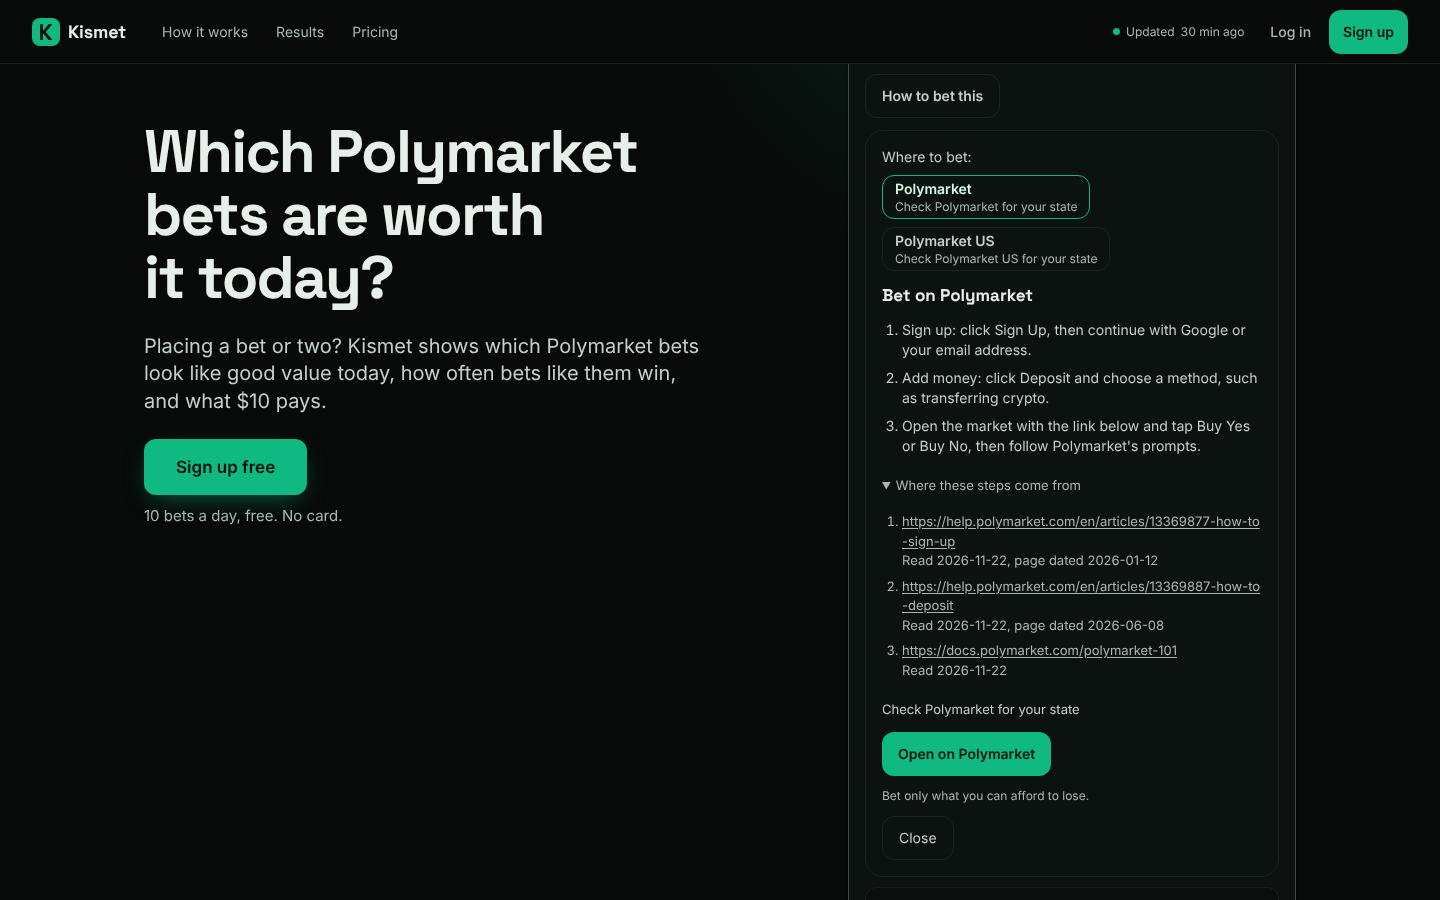 K Kismet
How it works
Results
Pricing
Updated 30 min ago
Log in
Sign up
Which Polymarket
bets are worth
it today?
Placing a bet or two? Kismet shows which Polymarket bets
look like good value today, how often bets like them win,
and what $10 pays.
Sign up free
10 bets a day, free. No card.
How to bet this
Where to bet:
Polymarket
Check Polymarket for your state
Polymarket US
Check Polymarket US for your state
Bet on Polymarket
1. Sign up: click Sign Up, then continue with Google or
your email address.
2. Add money: click Deposit and choose a method, such
as transferring crypto.
3. Open the market with the link below and tap Buy Yes
or Buy No, then follow Polymarket's prompts.
▼ Where these steps come from
1. https://help.polymarket.com/en/articles/13369877-how-to
-sign-up
Read 2026-11-22, page dated 2026-01-12
2. https://help.polymarket.com/en/articles/13369887-how-to
-deposit
Read 2026-11-22, page dated 2026-06-08
3. https://docs.polymarket.com/polymarket-101
Read 2026-11-22
Check Polymarket for your state
Open on Polymarket
Bet only what you can afford to lose.
Close